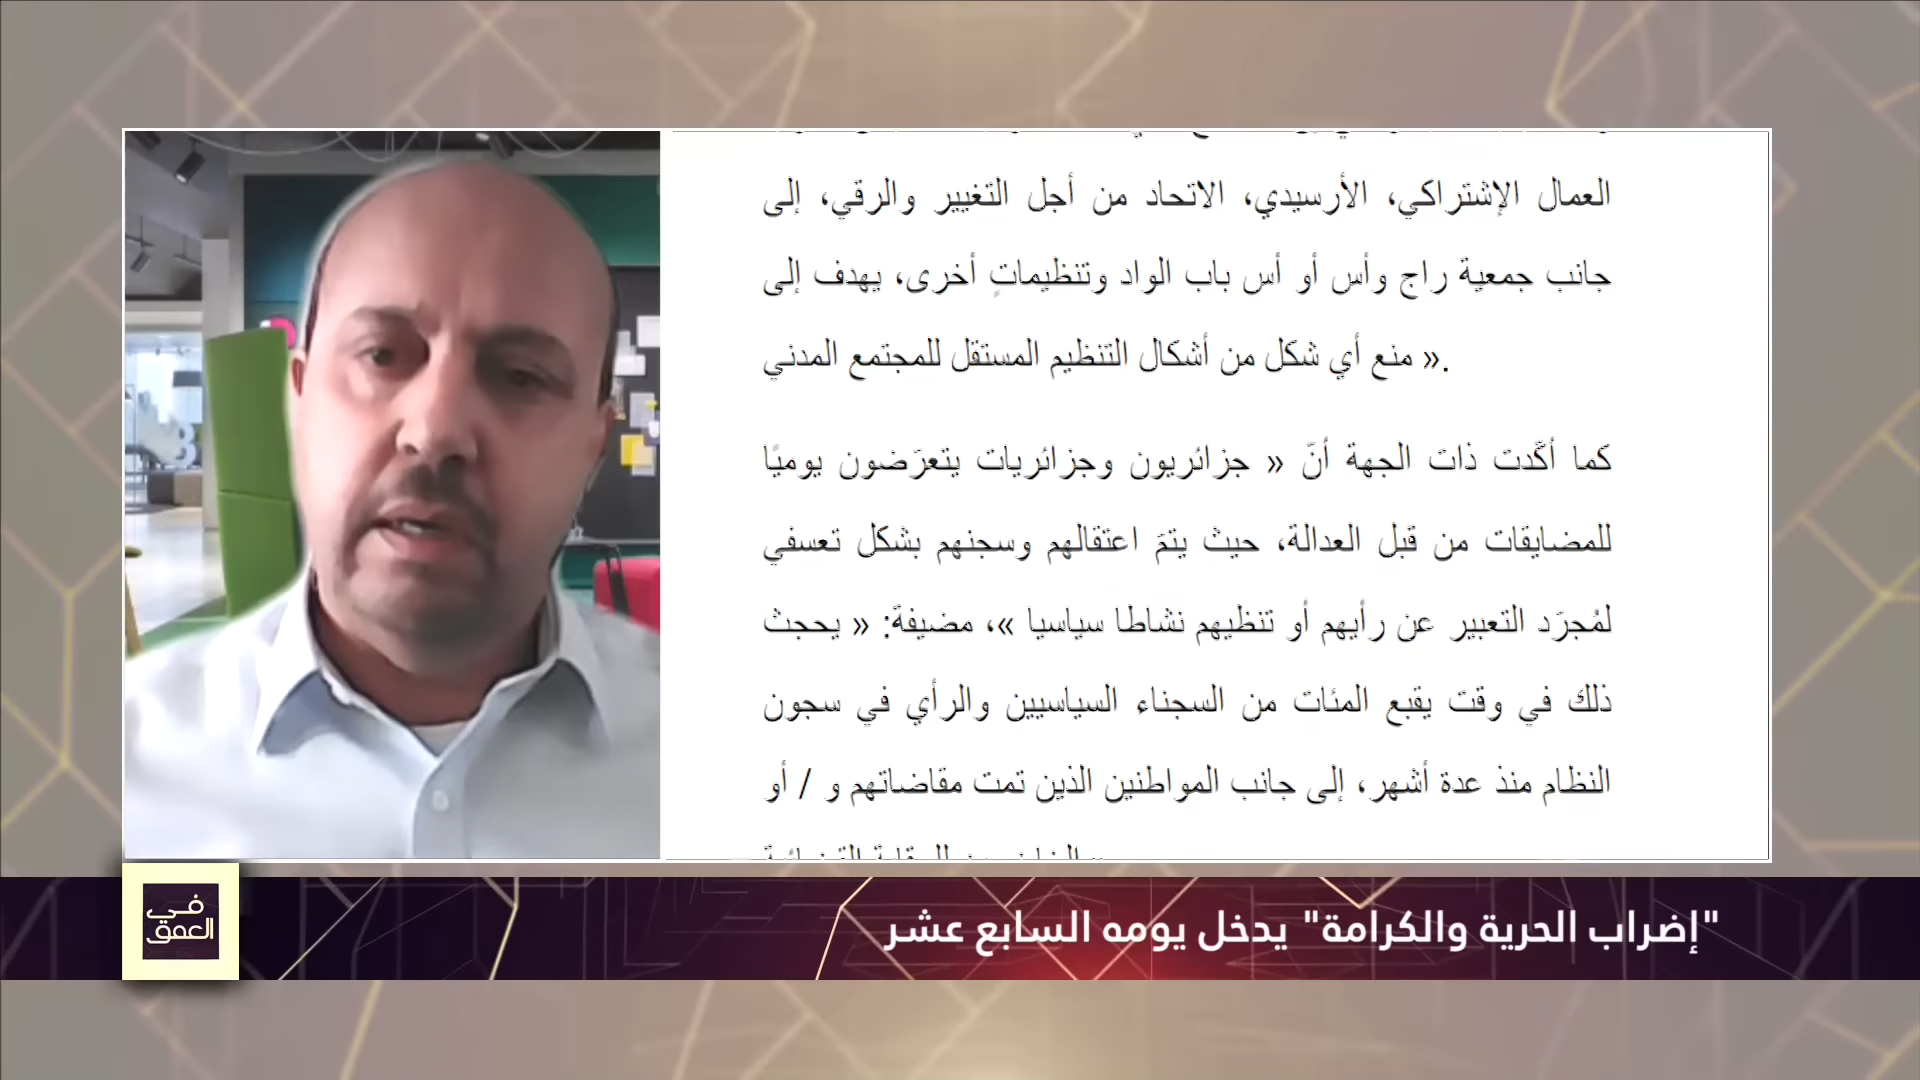 العمال الإشتراكي، الأرسيدي، الاتحاد من أجل التغيير والرقي، إلى
جانب جمعية راج وأس أو أس باب الواد وتنظيماتٍ أخرى، يهدف إلى
منع أي شكل من أشكال التنظيم المستقل للمجتمع المدني ».
كما أكّدت ذات الجهة أنّ « جزائريون وجزائريات يتعرّضون يوميًا
للمضايقات من قبل العدالة، حيث يتمّ اعتقالهم وسجنهم بشكل تعسفي
لمُجرّد التعبير عن رأيهم أو تنظيهم نشاطا سياسيا »، مضيفة: « يحجث
ذلك في وقت يقبع المئات من السجناء السياسيين والرأي في سجون
النظام منذ عدة أشهر، إلى جانب المواطنين الذين تمت مقاضاتهم و / أو
"إضراب الحرية والكرامة" يدخل يومه السابع عشر
في
العمق